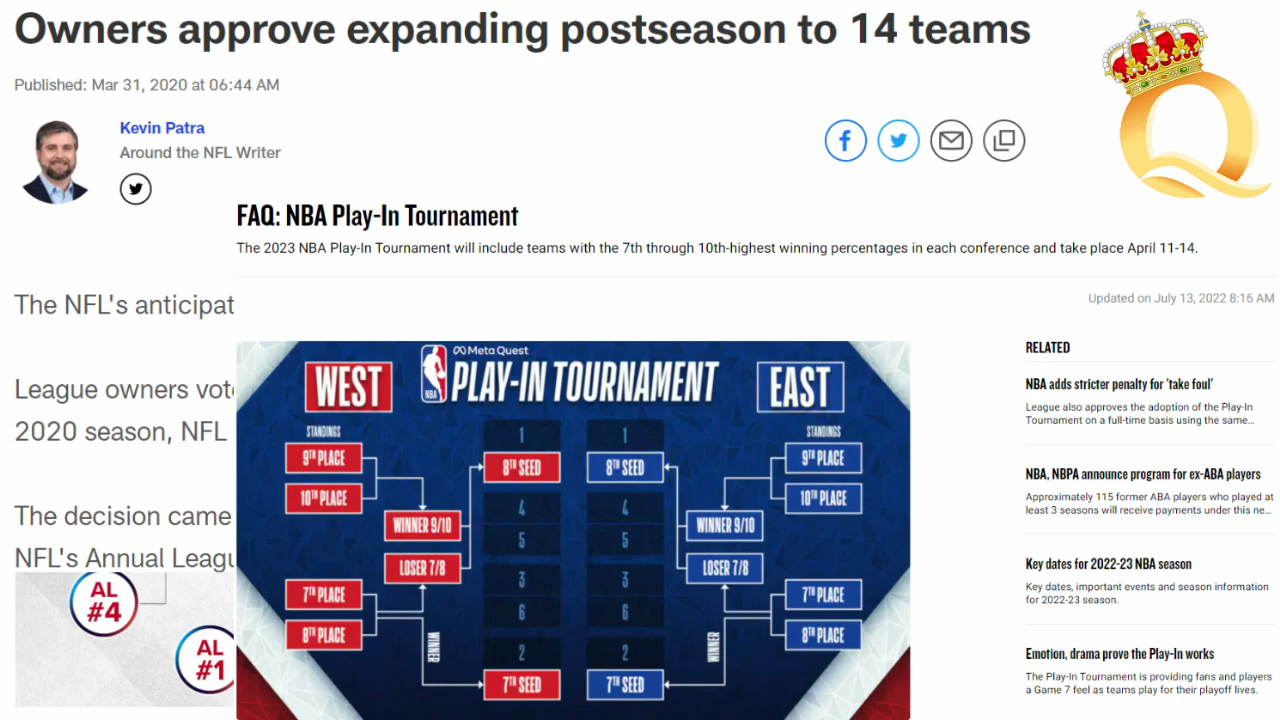 Owners approve expanding postseason to 14 teams
Published: Mar 31, 2020 at 06:44 AM
Kevin Patra
Around the NFL Writer
Q
FAQ: NBA Play-In Tournament
The 2023 NBA Play-In Tournament will include teams with the 7th through 10th-highest winning percentages in each conference and take place April 11-14.
Updated on July 13, 2022 8:16 AM
The NFL's anticipat
League owners vot
2020 season, NFL
The decision came
NFL's Annual Leagu
AL
#4
AL
#1
Meta Quest
NBA
PLAY-IN TOURNAMENT
WEST
EAST
STANDINGS
9TH PLACE
10TH PLACE
WINNER 9/10
LOSER 7/8
7TH PLACE
8TH PLACE
WINNER
1
8TH SEED
4
5
3
6
2
7TH SEED
1
8TH SEED
4
5
3
6
2
7TH SEED
STANDINGS
9TH PLACE
10TH PLACE
WINNER 9/10
LOSER 7/8
7TH PLACE
8TH PLACE
WINNER
RELATED
NBA adds stricter penalty for 'take foul'
League also approves the adoption of the Play-In
Tournament on a full-time basis using the same...
NBA, NBPA announce program for ex-ABA players
Approximately 115 former ABA players who played at
least 3 seasons will receive payments under this ne...
Key dates for 2022-23 NBA season
Key dates, important events and season information
for 2022-23 season.
Emotion, drama prove the Play-In works
The Play-In Tournament is providing fans and players
a Game 7 feel as teams play for their playoff lives.